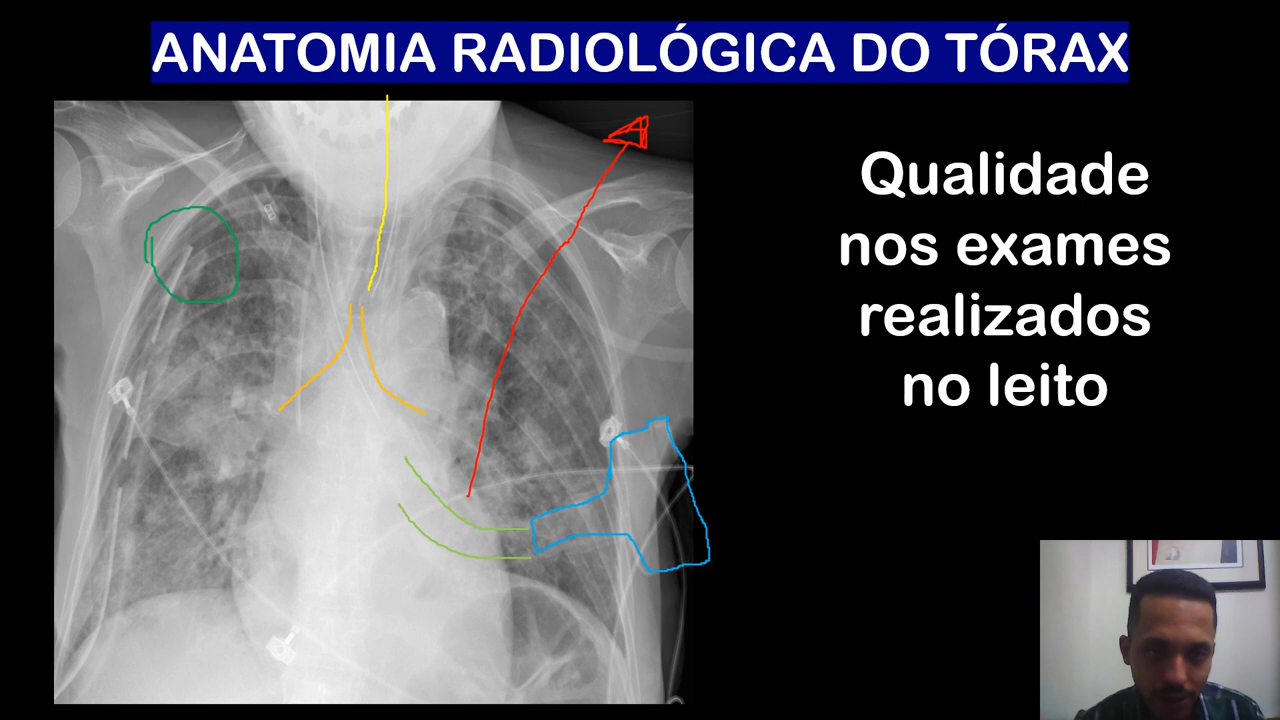 ANATOMIA RADIOLÓGICA DO TÓRAX
Qualidade
nos exames
realizados
no leito